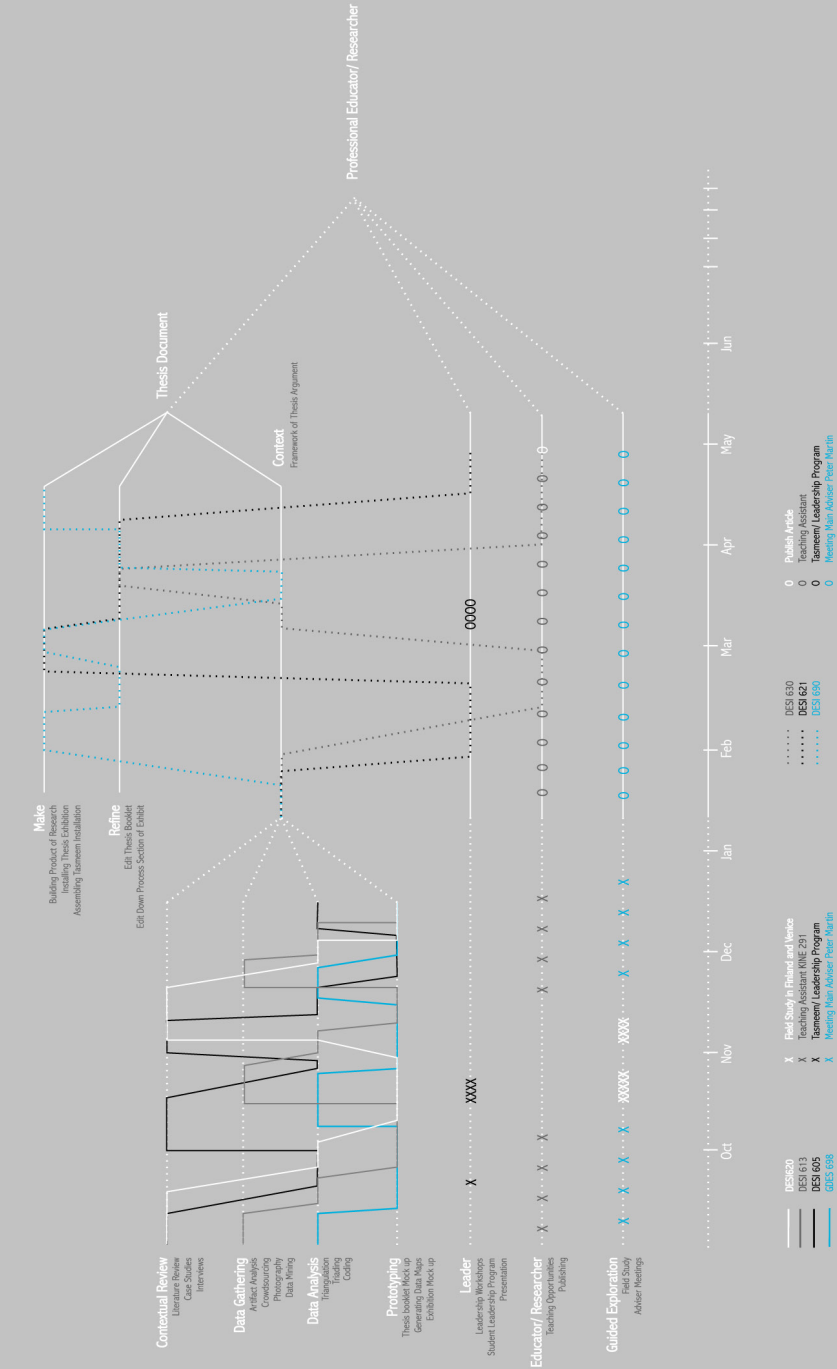 Contextual Review
Literature Review
Case Studies
Interviews
Data Gathering
Artifact Analysis
Crowdsourcing
Photography
Data Mining
Data Analysis
Triangulation
Triading
Coding
Prototyping
Thesis booklet Mock up
Generating Data Maps
Exhibition Mock up
Leader
Leadership Workshops
Student Leadership Program
Presentation
Educator/ Researcher
Teaching Opportunities
Publishing
Guided Exploration
Field Study
Adviser Meetings
Make
Building Product of Research
Installing Thesis Exhibition
Assembling Tasmeem Installation
Refine
Edit Thesis Booklet
Edit Down Process Section of Exhibit
Context
Framework of Thesis Argument
Thesis Document
Professional Educator/ Researcher
X XXXX OOOO
X X X X X X X X O O O O O O O O O O O O O
X X X X XXXXX XXXX X X X X O O O O O O O O O O O O O
Oct Nov Dec Jan Feb Mar Apr May Jun
DESI620
DESI 613
DESI 605
GDES 698
X Field Study in Finland and Venice
X Teaching Assistant KINE 291
X Tasmeem/ Leadership Program
X Meeting Main Adviser Peter Martin
DESI 630
DESI 621
DESI 690
O Publish Article
O Teaching Assistant
O Tasmeem/ Leadership Program
O Meeting Main Adviser Peter Martin